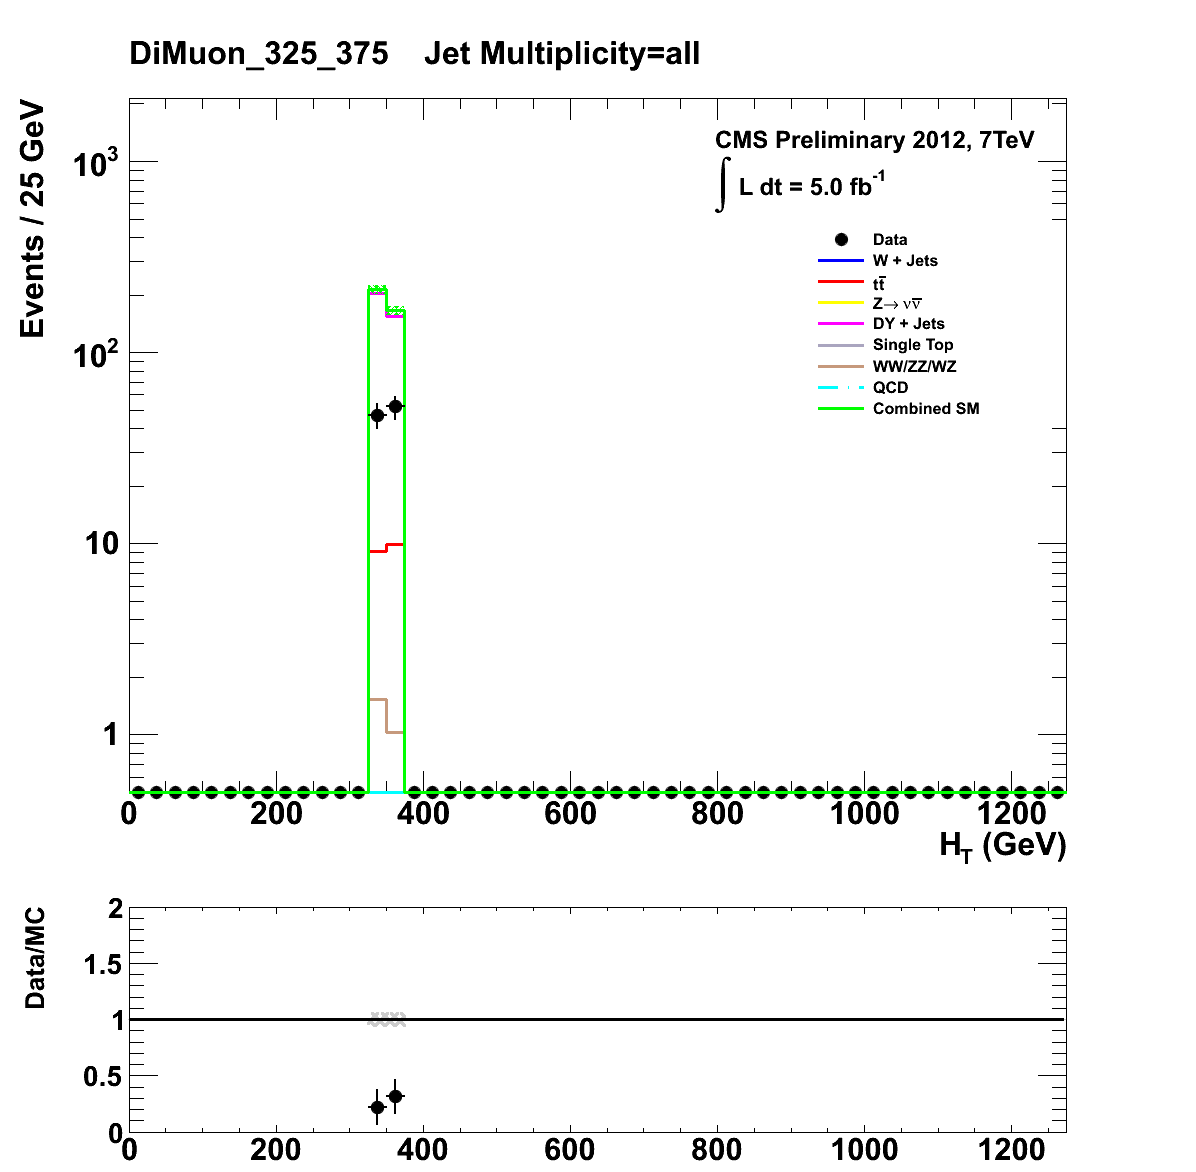 DiMuon_325_375 Jet Multiplicity=all
Events / 25 GeV
CMS Preliminary 2012, 7TeV
∫ L dt = 5.0 fb⁻¹
Data
W + Jets
tt̅
Z→ νν̅
DY + Jets
Single Top
WW/ZZ/WZ
QCD
Combined SM
10³
10²
10
1
0 200 400 600 800 1000 1200
H_T (GeV)
Data/MC
2
1.5
1
0.5
0
0 200 400 600 800 1000 1200